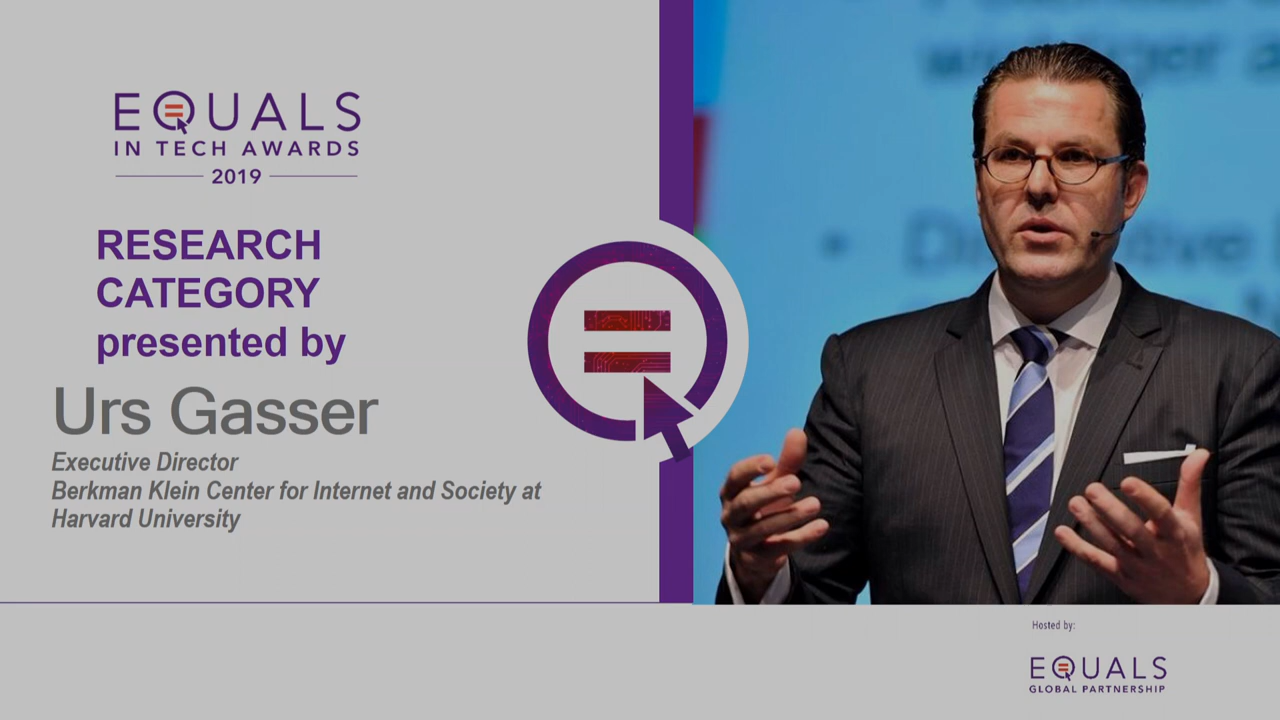 EQUALS
IN TECH AWARDS
2019
RESEARCH
CATEGORY
presented by
Urs Gasser
Executive Director
Berkman Klein Center for Internet and Society at
Harvard University
Hosted by:
EQUALS
GLOBAL PARTNERSHIP